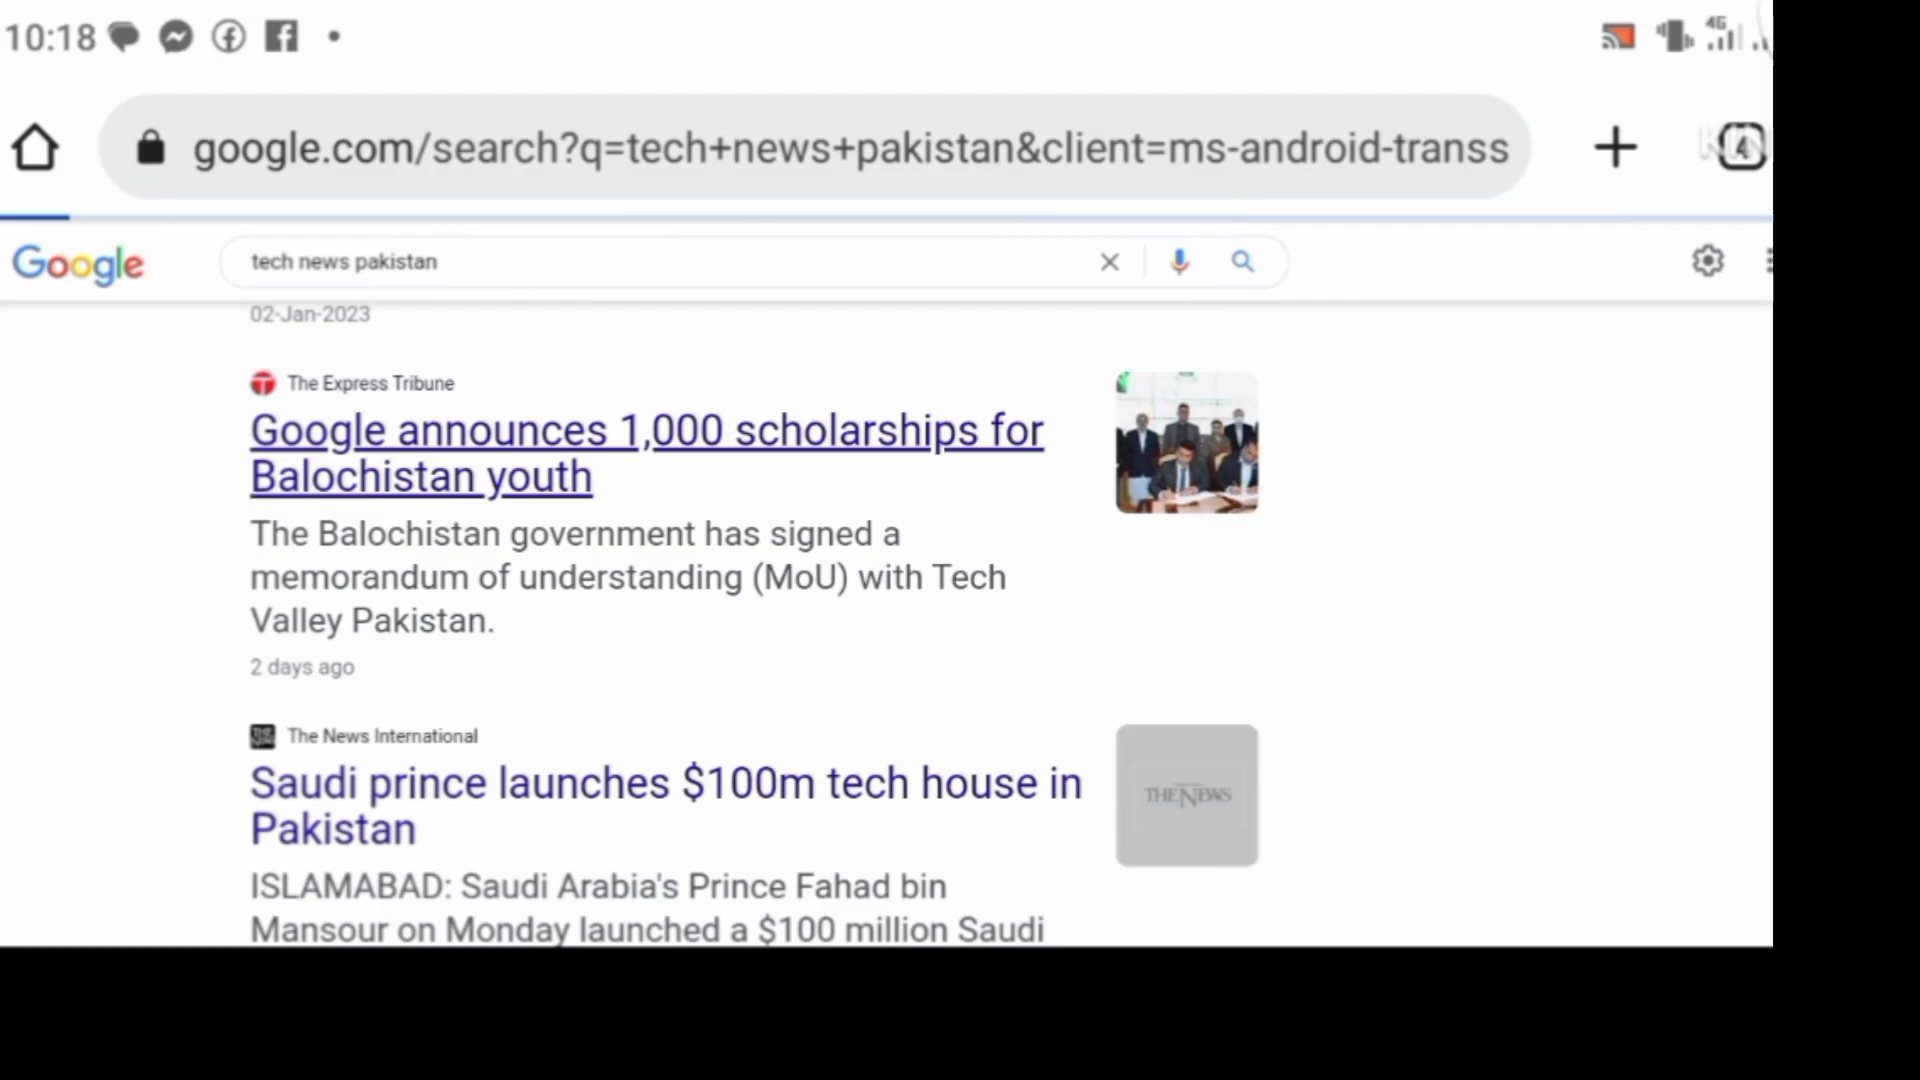 10:18
4G
google.com/search?q=tech+news+pakistan&client=ms-android-transs
4
Google
tech news pakistan
02-Jan-2023
The Express Tribune
Google announces 1,000 scholarships for
Balochistan youth
The Balochistan government has signed a
memorandum of understanding (MoU) with Tech
Valley Pakistan.
2 days ago
The News International
Saudi prince launches $100m tech house in
Pakistan
THE NEWS
ISLAMABAD: Saudi Arabia's Prince Fahad bin
Mansour on Monday launched a $100 million Saudi